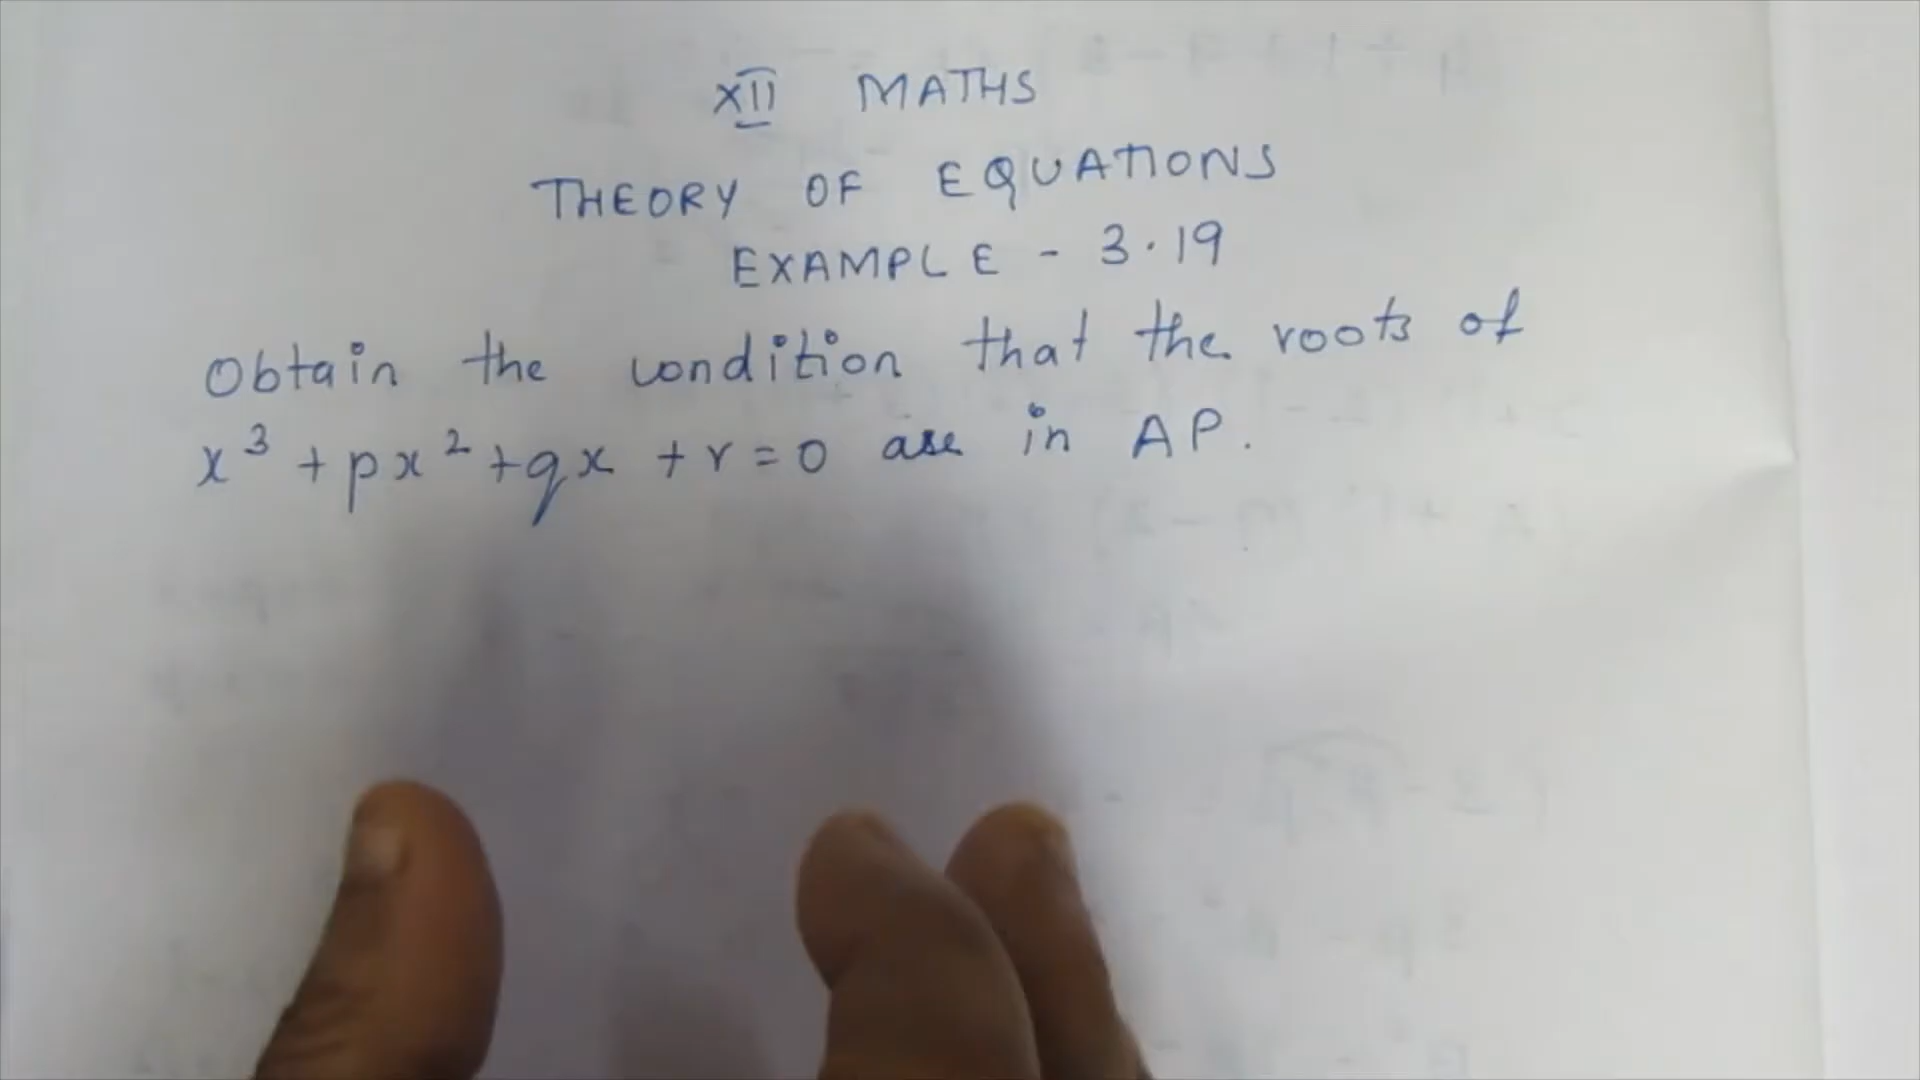 XII MATHS
THEORY OF EQUATIONS
EXAMPLE - 3.19
Obtain the condition that the roots of
x³ + px² + qx + r = 0 are in AP.